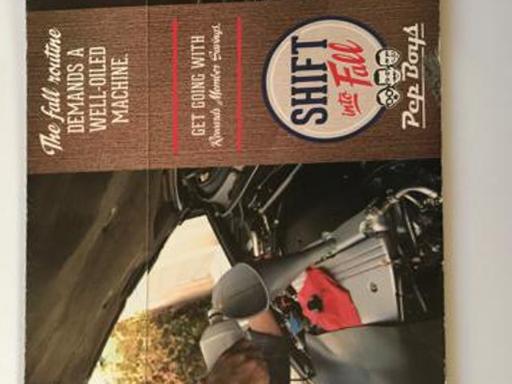 The fall routine
DEMANDS A
WELL-OILED
MACHINE.
GET GOING WITH
Rewards Member Savings.
SHIFT
into Fall
Pep Boys